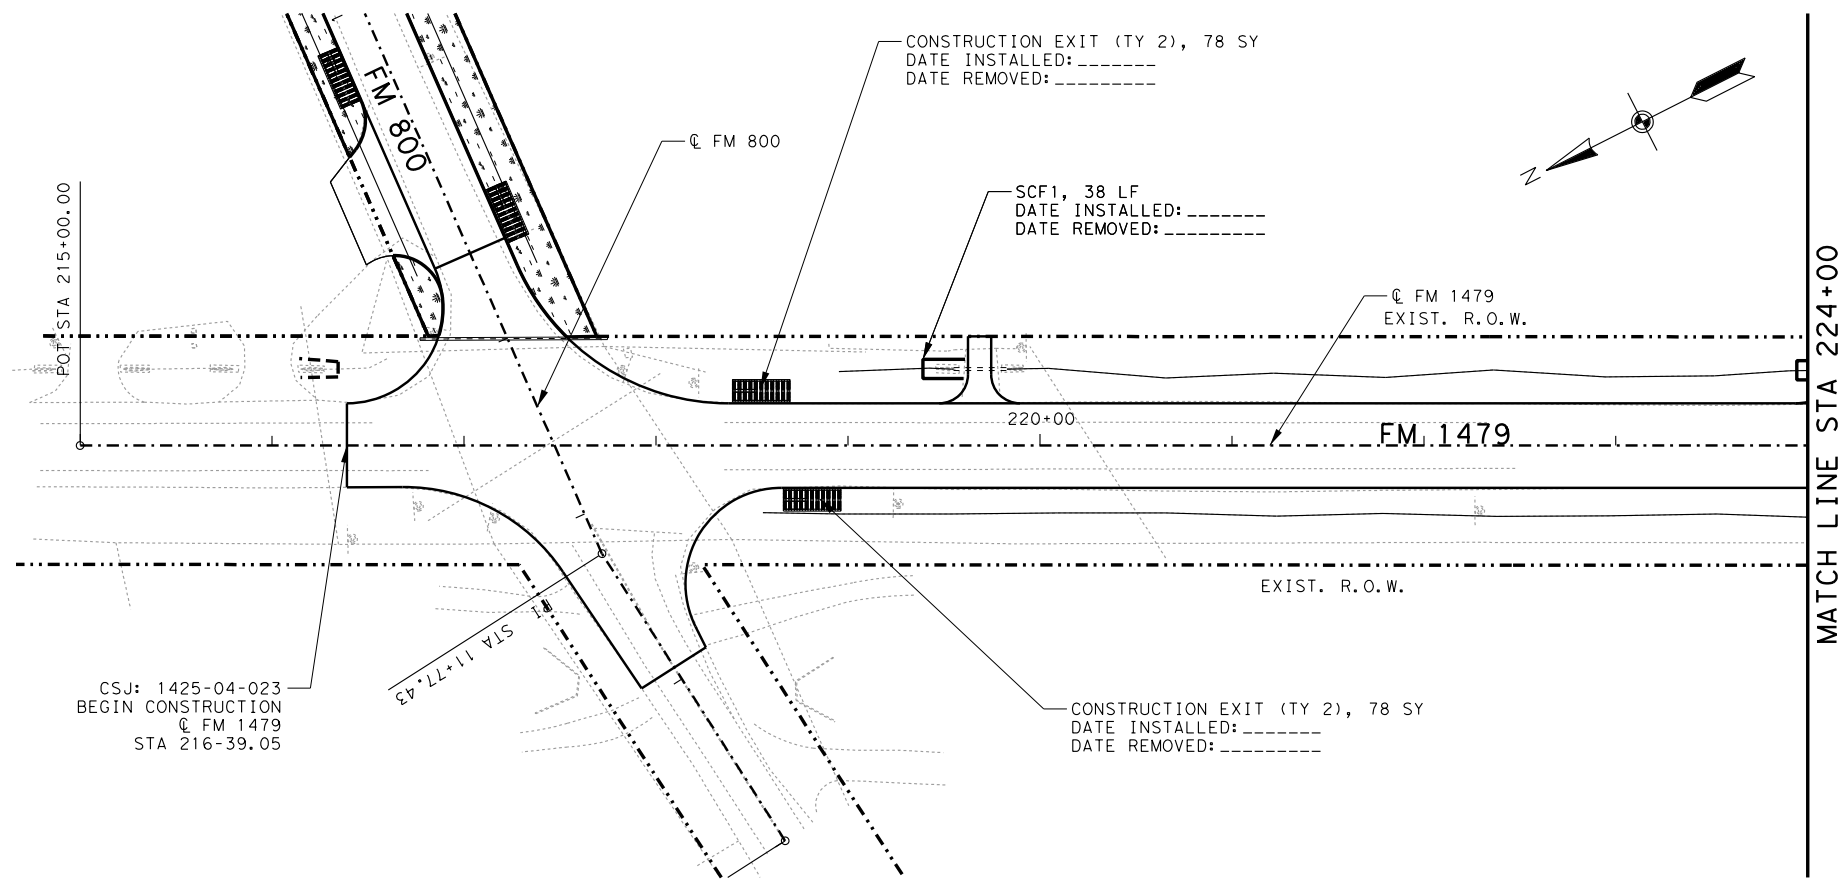 CONSTRUCTION EXIT (TY 2), 78 SY
DATE INSTALLED:_______
DATE REMOVED:_________
FM 800
℄ FM 800
N
SCF1, 38 LF
DATE INSTALLED:_______
DATE REMOVED:_________
POT STA 215+00.00
℄ FM 1479
EXIST. R.O.W.
220+00
FM 1479
MATCH LINE STA 224+00
EXIST. R.O.W.
STA 11+77.43
CSJ: 1425-04-023
BEGIN CONSTRUCTION
℄ FM 1479
STA 216-39.05
CONSTRUCTION EXIT (TY 2), 78 SY
DATE INSTALLED:_______
DATE REMOVED:_________